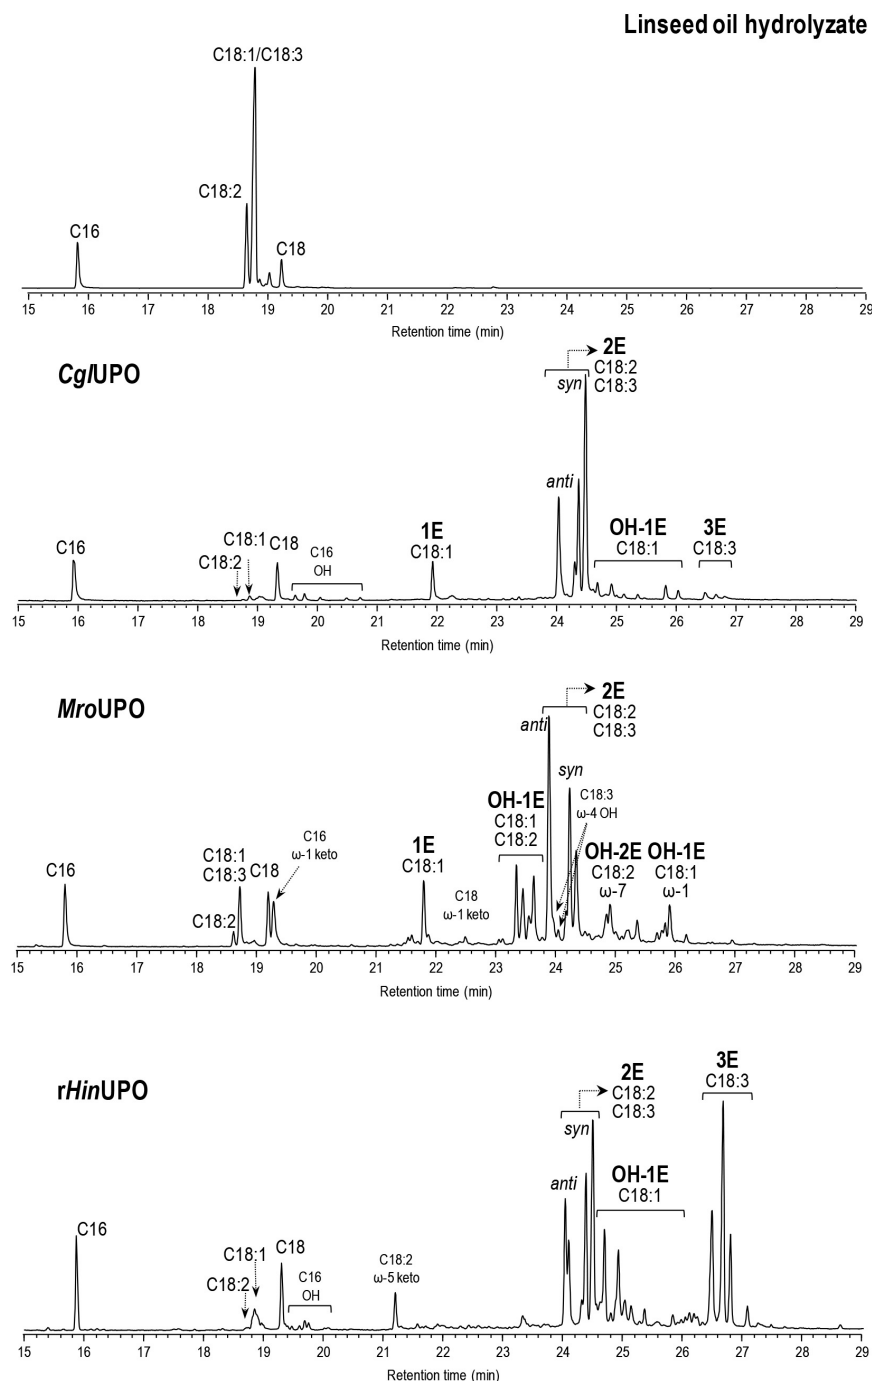 Linseed oil hydrolyzate
C18:1/C18:3
C18:2
C16
C18
15 16 17 18 19 20 21 22 23 24 25 26 27 28 29
Retention time (min)
CglUPO
2E
C18:2
C18:3
syn
anti
C16
C18:2
C18:1
C18
C16
OH
1E
C18:1
OH-1E
C18:1
3E
C18:3
15 16 17 18 19 20 21 22 23 24 25 26 27 28 29
Retention time (min)
MroUPO
2E
C18:2
C18:3
anti
syn
C18:3
ω-4 OH
OH-1E
C18:1
C18:2
C16
C18:1
C18:3
C18:2
C18
C16
ω-1 keto
1E
C18:1
C18
ω-1 keto
OH-2E
C18:2
ω-7
OH-1E
C18:1
ω-1
15 16 17 18 19 20 21 22 23 24 25 26 27 28 29
Retention time (min)
rHinUPO
2E
C18:2
C18:3
syn
anti
3E
C18:3
OH-1E
C18:1
C16
C18:1
C18:2
C18
C16
OH
C18:2
ω-5 keto
15 16 17 18 19 20 21 22 23 24 25 26 27 28 29
Retention time (min)